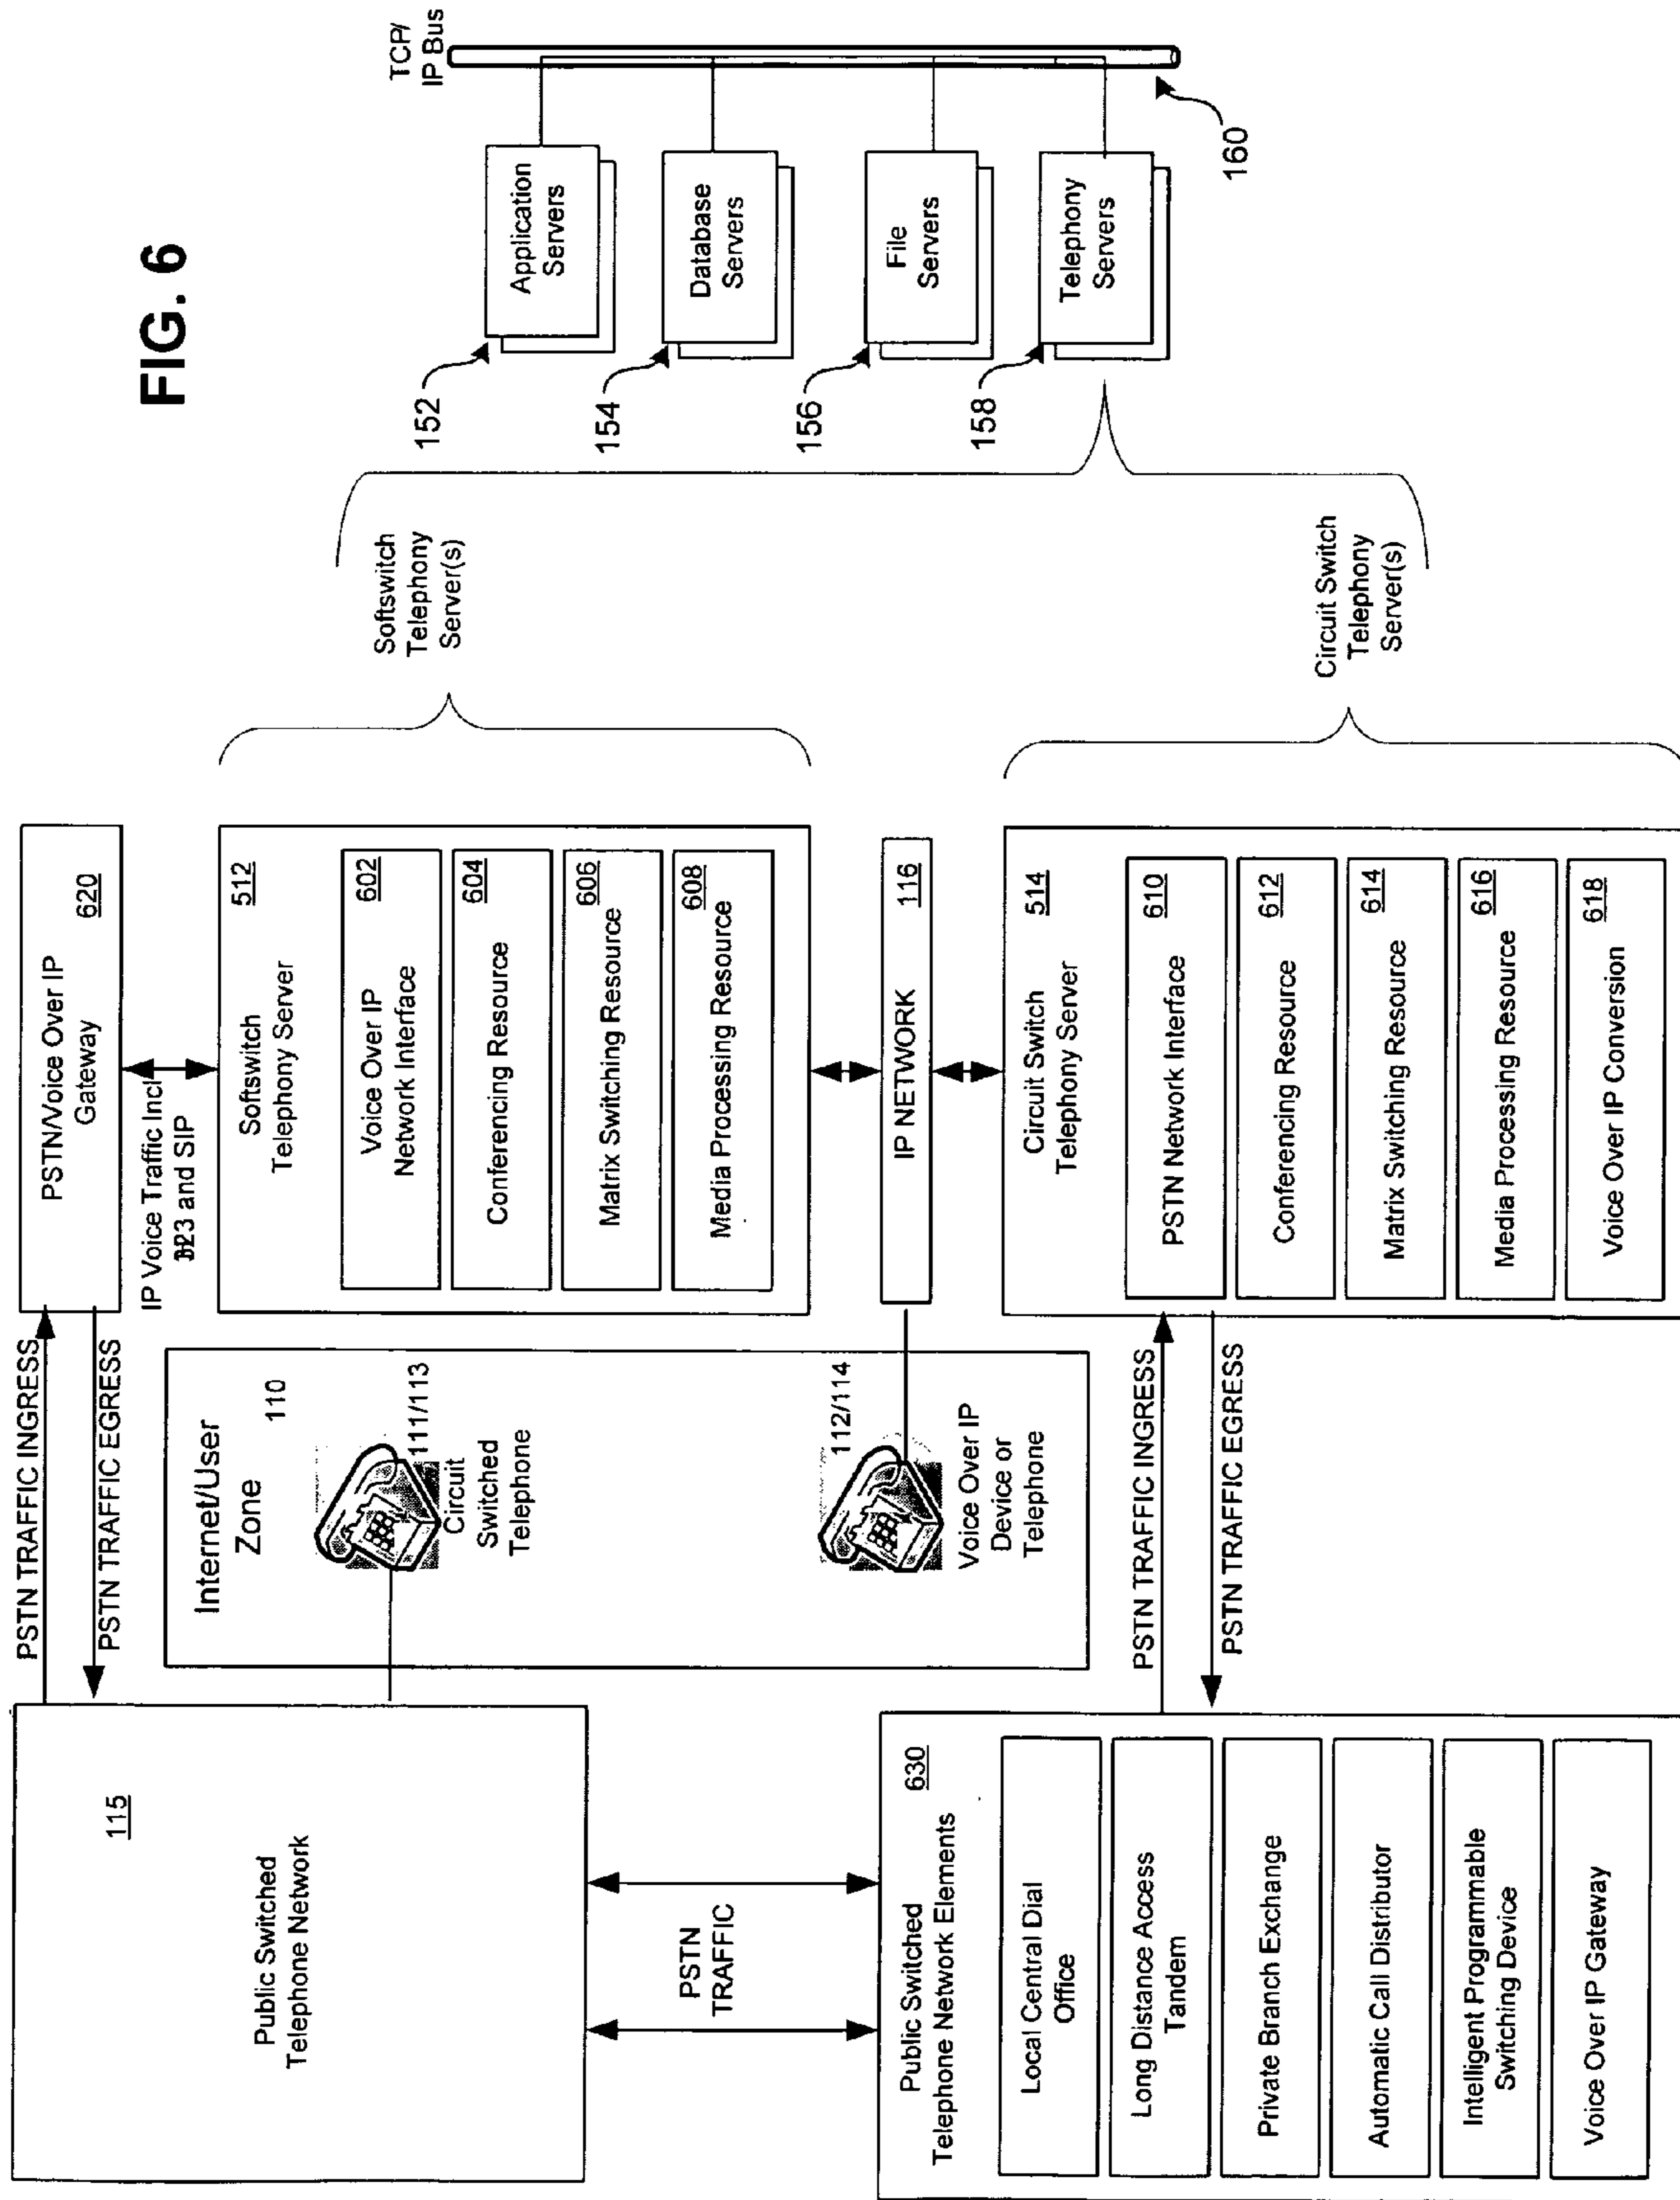 FIG. 6
PSTN TRAFFIC INGRESS
PSTN TRAFFIC EGRESS
115
Public Switched
Telephone Network
PSTN
TRAFFIC
Public Switched
630
Telephone Network Elements
Local Central Dial
Office
Long Distance Access
Tandem
Private Branch Exchange
Automatic Call Distributor
Intelligent Programmable
Switching Device
Voice Over IP Gateway
Internet/User
Zone
110
111/113
Circuit
Switched
Telephone
112/114
Voice Over IP
Device or
Telephone
PSTN TRAFFIC INGRESS
PSTN TRAFFIC EGRESS
PSTN/Voice Over IP
Gateway
620
IP Voice Traffic Incl
and SIP
Softswitch
512
Telephony Server
Voice Over IP
602
Network Interface
Conferencing Resource
604
Matrix Switching Resource
606
Media Processing Resource
608
IP NETWORK
116
Circuit Switch
514
Telephony Server
PSTN Network Interface
610
Conferencing Resource
612
Matrix Switching Resource
614
Media Processing Resource
616
Voice Over IP Conversion
618
Softswitch
Telephony
Server(s)
Circuit Switch
Telephony
Server(s)
152
Application
Servers
154
Database
Servers
156
File
Servers
158
Telephony
Servers
TCP/
IP Bus
160